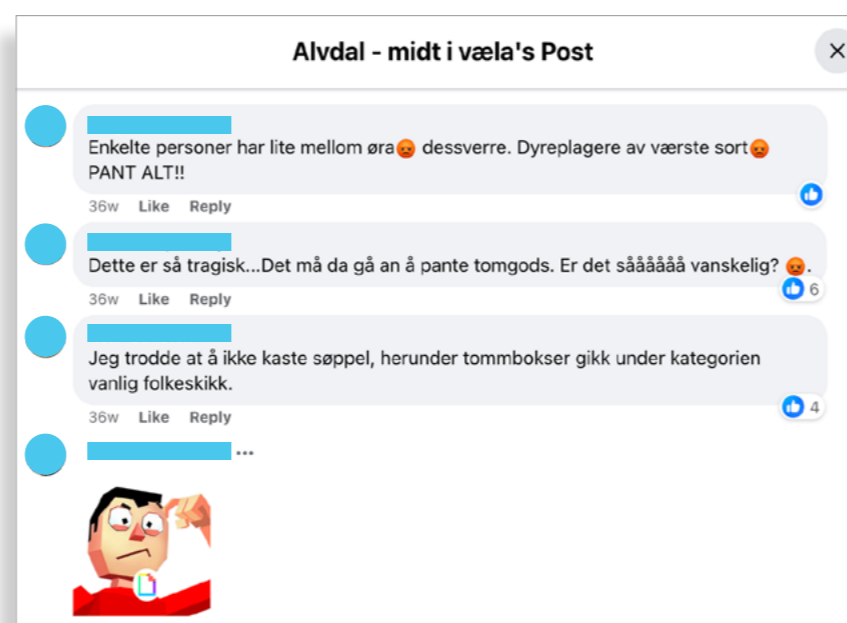 Alvdal - midt i væla's Post
Enkelte personer har lite mellom øra😡 dessverre. Dyreplagere av værste sort😡
PANT ALT!!
36w Like Reply
Dette er så tragisk...Det må da gå an å pante tomgods. Er det såååååå vanskelig? 😡.
6
36w Like Reply
Jeg trodde at å ikke kaste søppel, herunder tommbokser gikk under kategorien
vanlig folkeskikk.
4
36w Like Reply
...